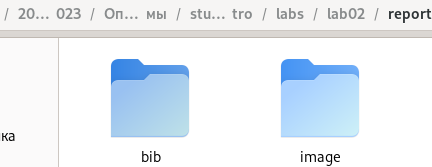 / 20… 023 / Оп… мы / stu… tro / labs / lab02 / report
ка
bib image